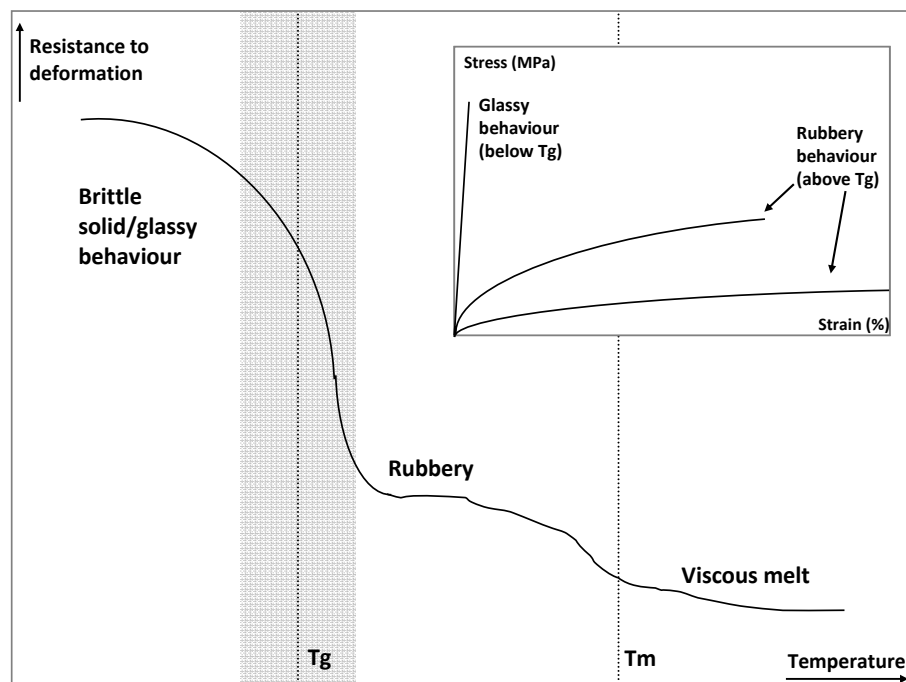 Resistance to
deformation
Stress (MPa)
Glassy
behaviour
(below Tg)
Rubbery
behaviour
(above Tg)
Strain (%)
Brittle
solid/glassy
behaviour
Rubbery
Viscous melt
Tg
Tm
Temperature